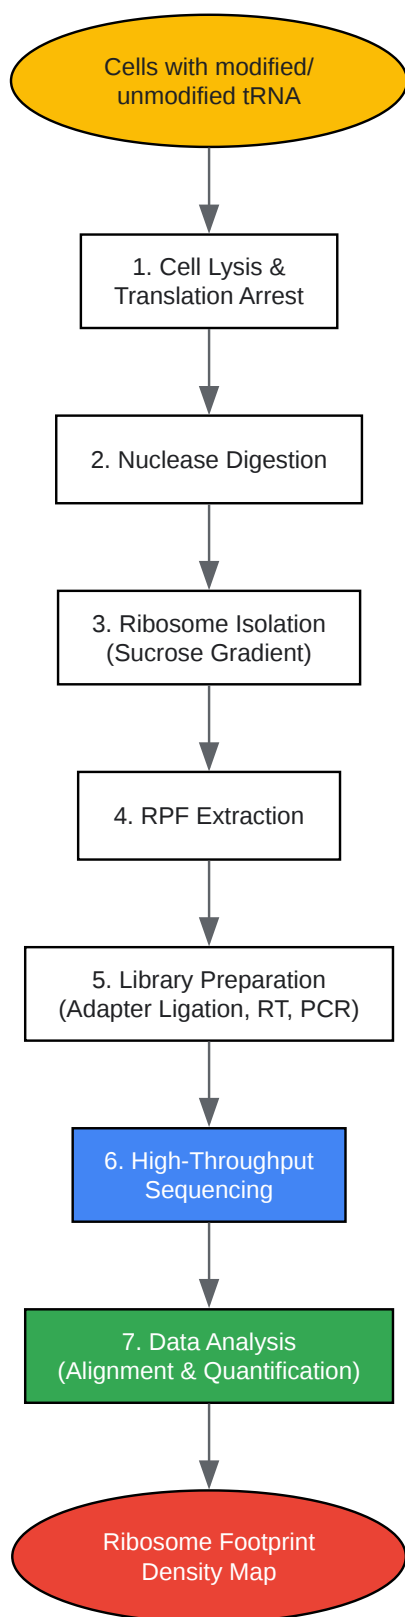 Cells with modified/
unmodified tRNA
1. Cell Lysis &
Translation Arrest
2. Nuclease Digestion
3. Ribosome Isolation
(Sucrose Gradient)
4. RPF Extraction
5. Library Preparation
(Adapter Ligation, RT, PCR)
6. High-Throughput
Sequencing
7. Data Analysis
(Alignment & Quantification)
Ribosome Footprint
Density Map